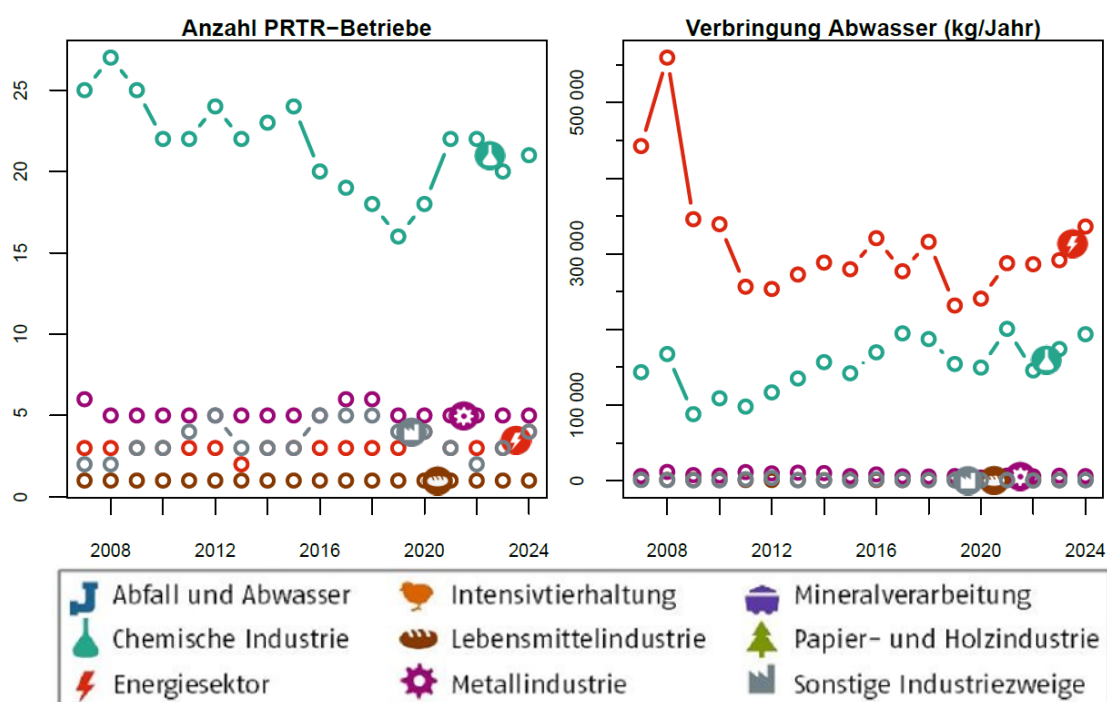 Anzahl PRTR−Betriebe
0
5
10
15
20
25
2008 2012 2016 2020 2024
Verbringung Abwasser (kg/Jahr)
0
100 000
300 000
500 000
2008 2012 2016 2020 2024
Abfall und Abwasser
Intensivtierhaltung
Mineralverarbeitung
Chemische Industrie
Lebensmittelindustrie
Papier− und Holzindustrie
Energiesektor
Metallindustrie
Sonstige Industriezweige